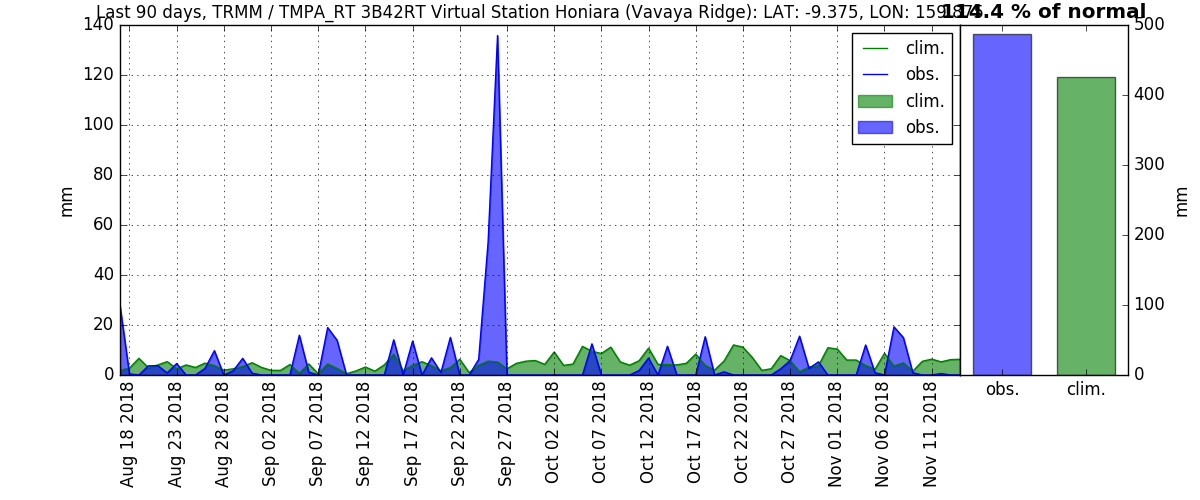 Last 90 days, TRMM / TMPA_RT 3B42RT Virtual Station Honiara (Vavaya Ridge): LAT: -9.375, LON:
114.4 % of normal
140
120
100
80
60
40
20
0
mm
clim.
obs.
clim.
obs.
500
400
300
200
100
0
mm
obs.
clim.
Aug 18 2018
Aug 23 2018
Aug 28 2018
Sep 02 2018
Sep 07 2018
Sep 12 2018
Sep 17 2018
Sep 22 2018
Sep 27 2018
Oct 02 2018
Oct 07 2018
Oct 12 2018
Oct 17 2018
Oct 22 2018
Oct 27 2018
Nov 01 2018
Nov 06 2018
Nov 11 2018